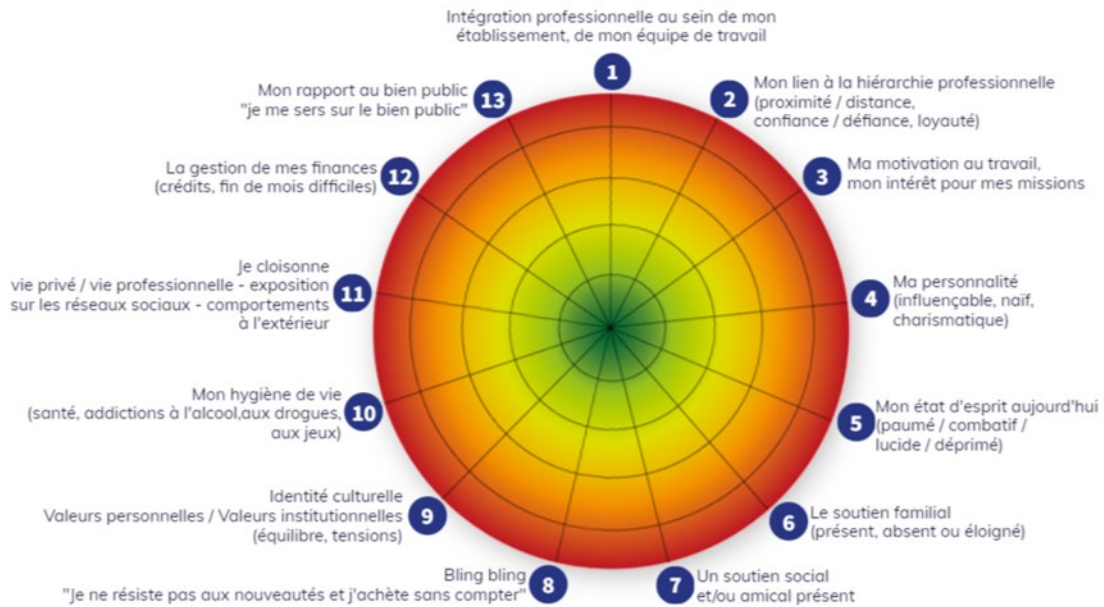 Intégration professionnelle au sein de mon
établissement, de mon équipe de travail
1
Mon lien à la hiérarchie professionnelle
(proximité / distance,
confiance / défiance, loyauté)
2
Ma motivation au travail,
mon intérêt pour mes missions
3
Ma personnalité
(influençable, naïf,
charismatique)
4
Mon état d'esprit aujourd'hui
(paumé / combatif /
lucide / déprimé)
5
Le soutien familial
(présent, absent ou éloigné)
6
Un soutien social
et/ou amical présent
7
Bling bling
"Je ne résiste pas aux nouveautés et j'achète sans compter"
8
Identité culturelle
Valeurs personnelles / Valeurs institutionnelles
(équilibre, tensions)
9
Mon hygiène de vie
(santé, addictions à l'alcool,aux drogues,
aux jeux)
10
Je cloisonne
vie privé / vie professionnelle - exposition
sur les réseaux sociaux - comportements
à l'extérieur
11
La gestion de mes finances
(crédits, fin de mois difficiles)
12
Mon rapport au bien public
"je me sers sur le bien public"
13